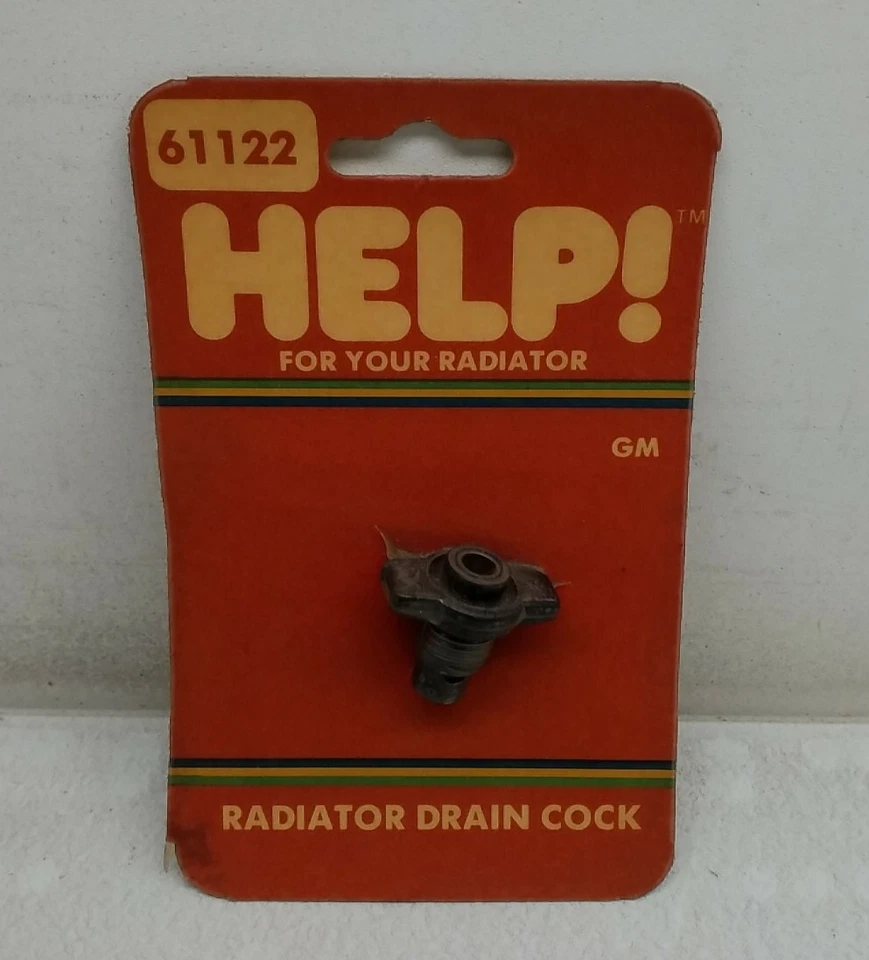 61122
HELP!™
FOR YOUR RADIATOR
GM
RADIATOR DRAIN COCK